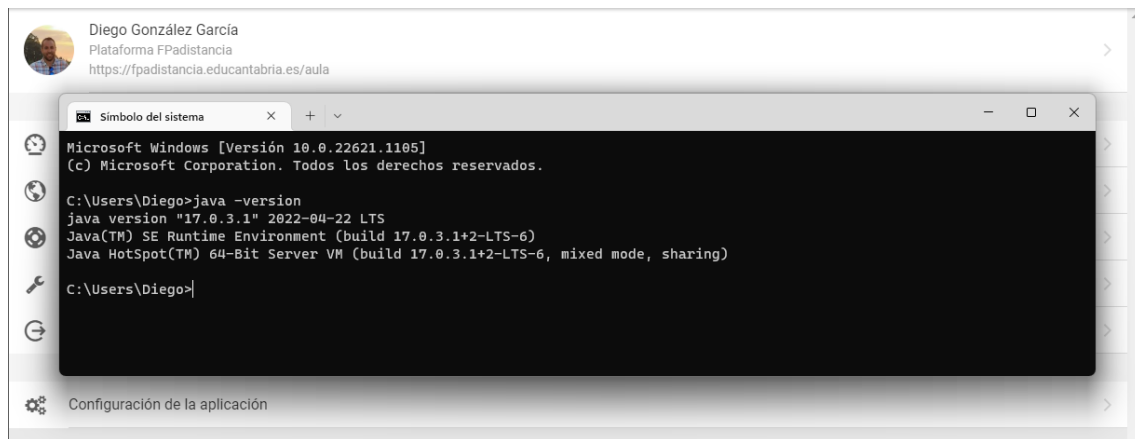 Diego González García
Plataforma FPadistancia
https://fpadistancia.educantabria.es/aula
Símbolo del sistema
Microsoft Windows [Versión 10.0.22621.1105]
(c) Microsoft Corporation. Todos los derechos reservados.
C:\Users\Diego>java -version
java version "17.0.3.1" 2022-04-22 LTS
Java(TM) SE Runtime Environment (build 17.0.3.1+2-LTS-6)
Java HotSpot(TM) 64-Bit Server VM (build 17.0.3.1+2-LTS-6, mixed mode, sharing)
C:\Users\Diego>
Configuración de la aplicación